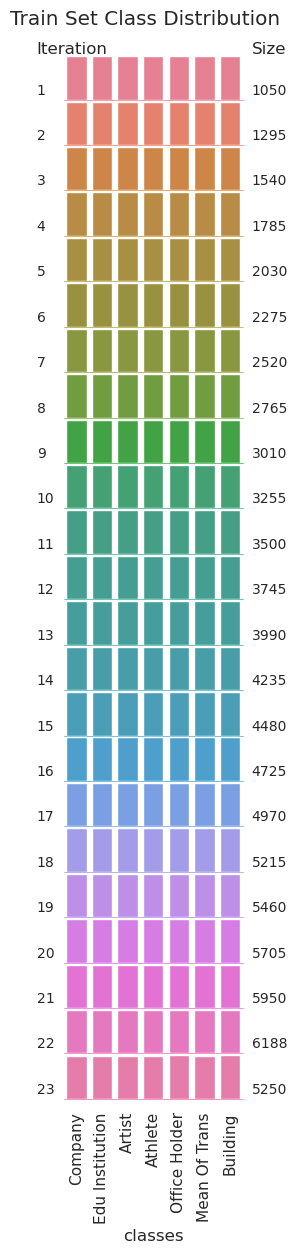 Train Set Class Distribution
Iteration Size
1 1050
2 1295
3 1540
4 1785
5 2030
6 2275
7 2520
8 2765
9 3010
10 3255
11 3500
12 3745
13 3990
14 4235
15 4480
16 4725
17 4970
18 5215
19 5460
20 5705
21 5950
22 6188
23 5250
Company
Edu Institution
Artist
Athlete
Office Holder
Mean Of Trans
Building
classes